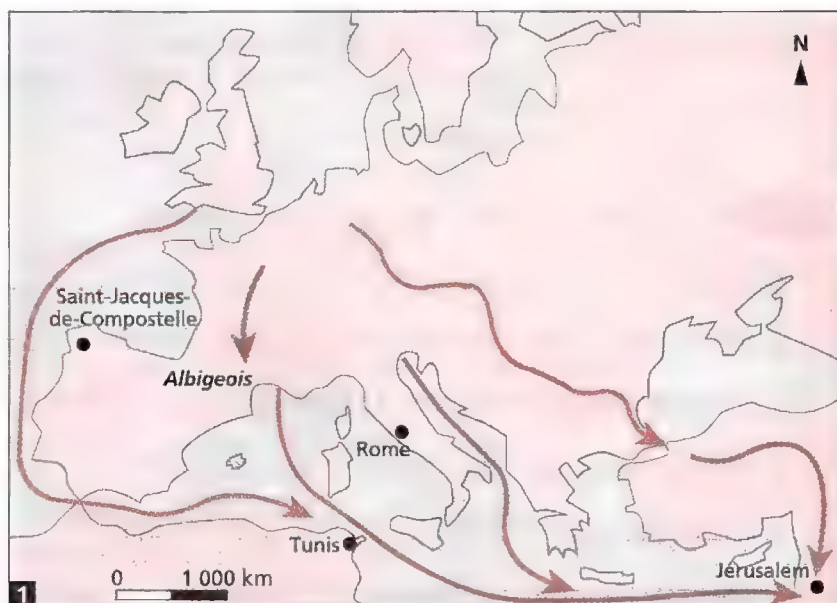 N
Saint-Jacques-
de-Compostelle
Albigeois
Rome
Tunis
Jérusalem
1
0 1 000 km